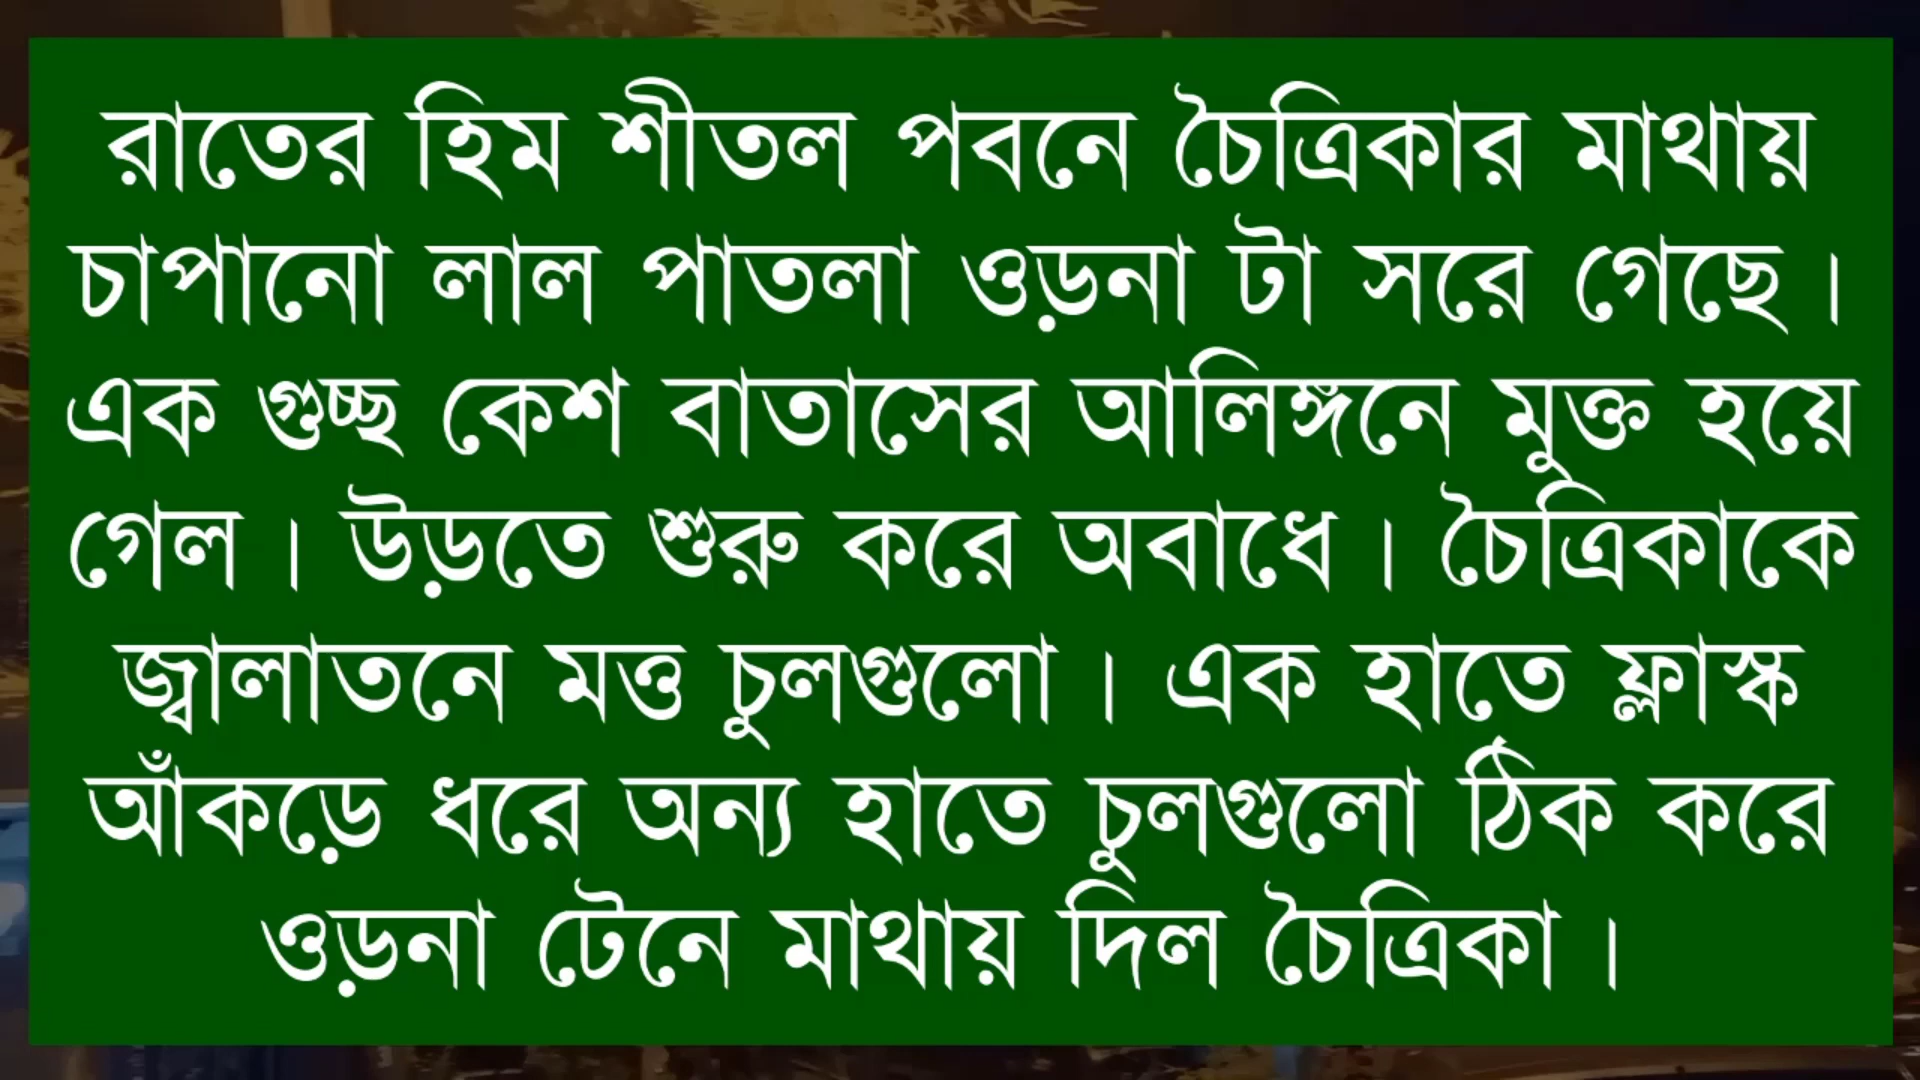 রাতের হিম শীতল পবনে চৈত্রিকার মাথায়
চাপানো লাল পাতলা ওড়না টা সরে গেছে।
এক গুচ্ছ কেশ বাতাসের আলিঙ্গনে মুক্ত হয়ে
গেল। উড়তে শুরু করে অবাধে। চৈত্রিকাকে
জ্বালাতনে মত্ত চুলগুলো। এক হাতে ফ্লাস্ক
আঁকড়ে ধরে অন্য হাতে চুলগুলো ঠিক করে
ওড়না টেনে মাথায় দিল চৈত্রিকা।